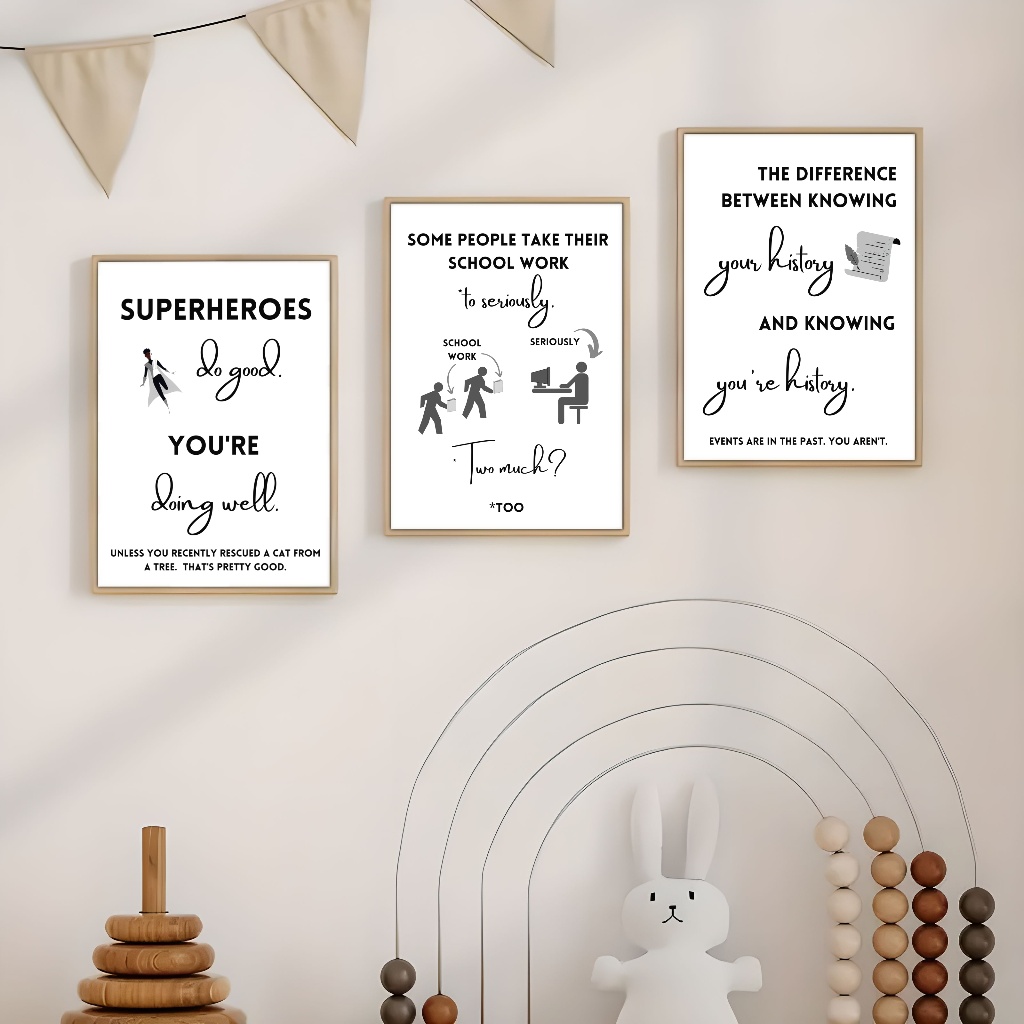 SUPERHEROES
do good.
YOU'RE
doing well.
UNLESS YOU RECENTLY RESCUED A CAT FROM
A TREE. THAT'S PRETTY GOOD.
SOME PEOPLE TAKE THEIR
SCHOOL WORK
*to seriously.
SCHOOL
WORK
SERIOUSLY
*Two much?
*TOO
THE DIFFERENCE
BETWEEN KNOWING
your history
AND KNOWING
you're history.
EVENTS ARE IN THE PAST. YOU AREN'T.